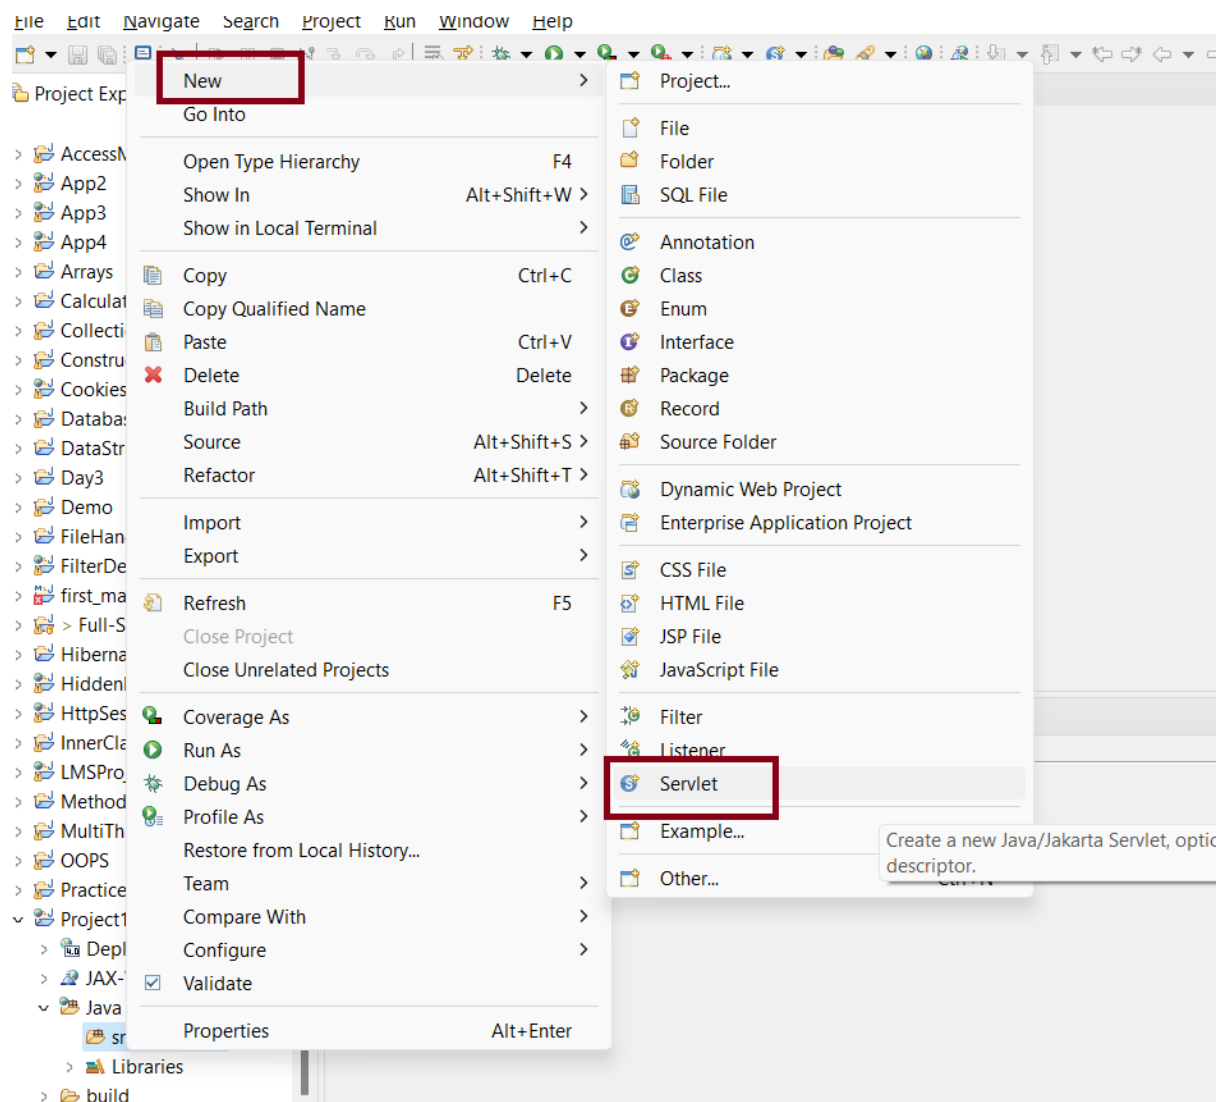 File Edit Navigate Search Project Run Window Help
Project Exp
AccessM
App2
App3
App4
Arrays
Calculat
Collecti
Constru
Cookies
Databas
DataStr
Day3
Demo
FileHan
FilterDe
first_ma
> Full-S
Hiberna
Hidden
HttpSes
InnerCla
LMSPro
Method
MultiTh
OOPS
Practice
Project1
Depl
JAX-
Java
sr
Libraries
build
New
Go Into
Open Type Hierarchy F4
Show In Alt+Shift+W
Show in Local Terminal
Copy Ctrl+C
Copy Qualified Name
Paste Ctrl+V
Delete Delete
Build Path
Source Alt+Shift+S
Refactor Alt+Shift+T
Import
Export
Refresh F5
Close Project
Close Unrelated Projects
Coverage As
Run As
Debug As
Profile As
Restore from Local History...
Team
Compare With
Configure
Validate
Properties Alt+Enter
Project...
File
Folder
SQL File
Annotation
Class
Enum
Interface
Package
Record
Source Folder
Dynamic Web Project
Enterprise Application Project
CSS File
HTML File
JSP File
JavaScript File
Filter
Listener
Servlet
Example...
Other... Ctrl+N
Create a new Java/Jakarta Servlet, optio
descriptor.